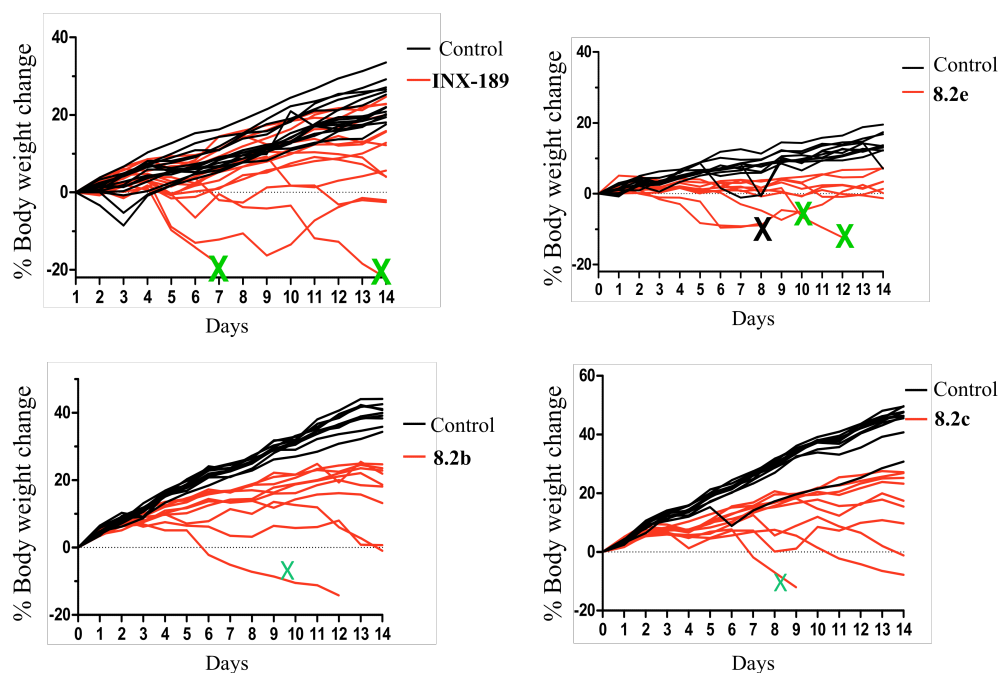 % Body weight change
40
20
0
-20
1 2 3 4 5 6 7 8 9 10 11 12 13 14
Days
Control
INX-189
X
X
% Body weight change
40
20
0
-20
0 1 2 3 4 5 6 7 8 9 10 11 12 13 14
Days
Control
8.2e
X
X
X
% Body weight change
40
20
0
-20
0 1 2 3 4 5 6 7 8 9 10 11 12 13 14
Days
Control
8.2b
X
% Body weight change
60
40
20
0
-20
0 1 2 3 4 5 6 7 8 9 10 11 12 13 14
Days
Control
8.2c
X